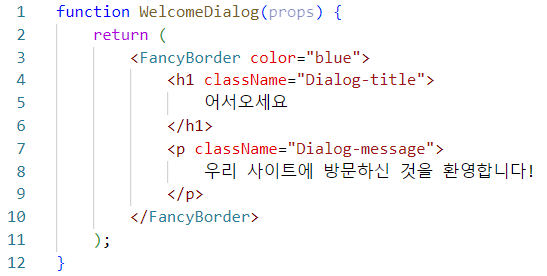 1 function WelcomeDialog(props) {
2     return (
3         <FancyBorder color="blue">
4             <h1 className="Dialog-title">
5                 어서오세요
6             </h1>
7             <p className="Dialog-message">
8                 우리 사이트에 방문하신 것을 환영합니다!
9             </p>
10         </FancyBorder>
11     );
12 }